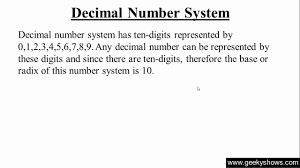 Decimal Number System
Decimal number system has ten-digits represented by
0,1,2,3,4,5,6,7,8,9. Any decimal number can be represented by
these digits and since there are ten-digits, therefore the base or
radix of this number system is 10.
www.geekyshows.com